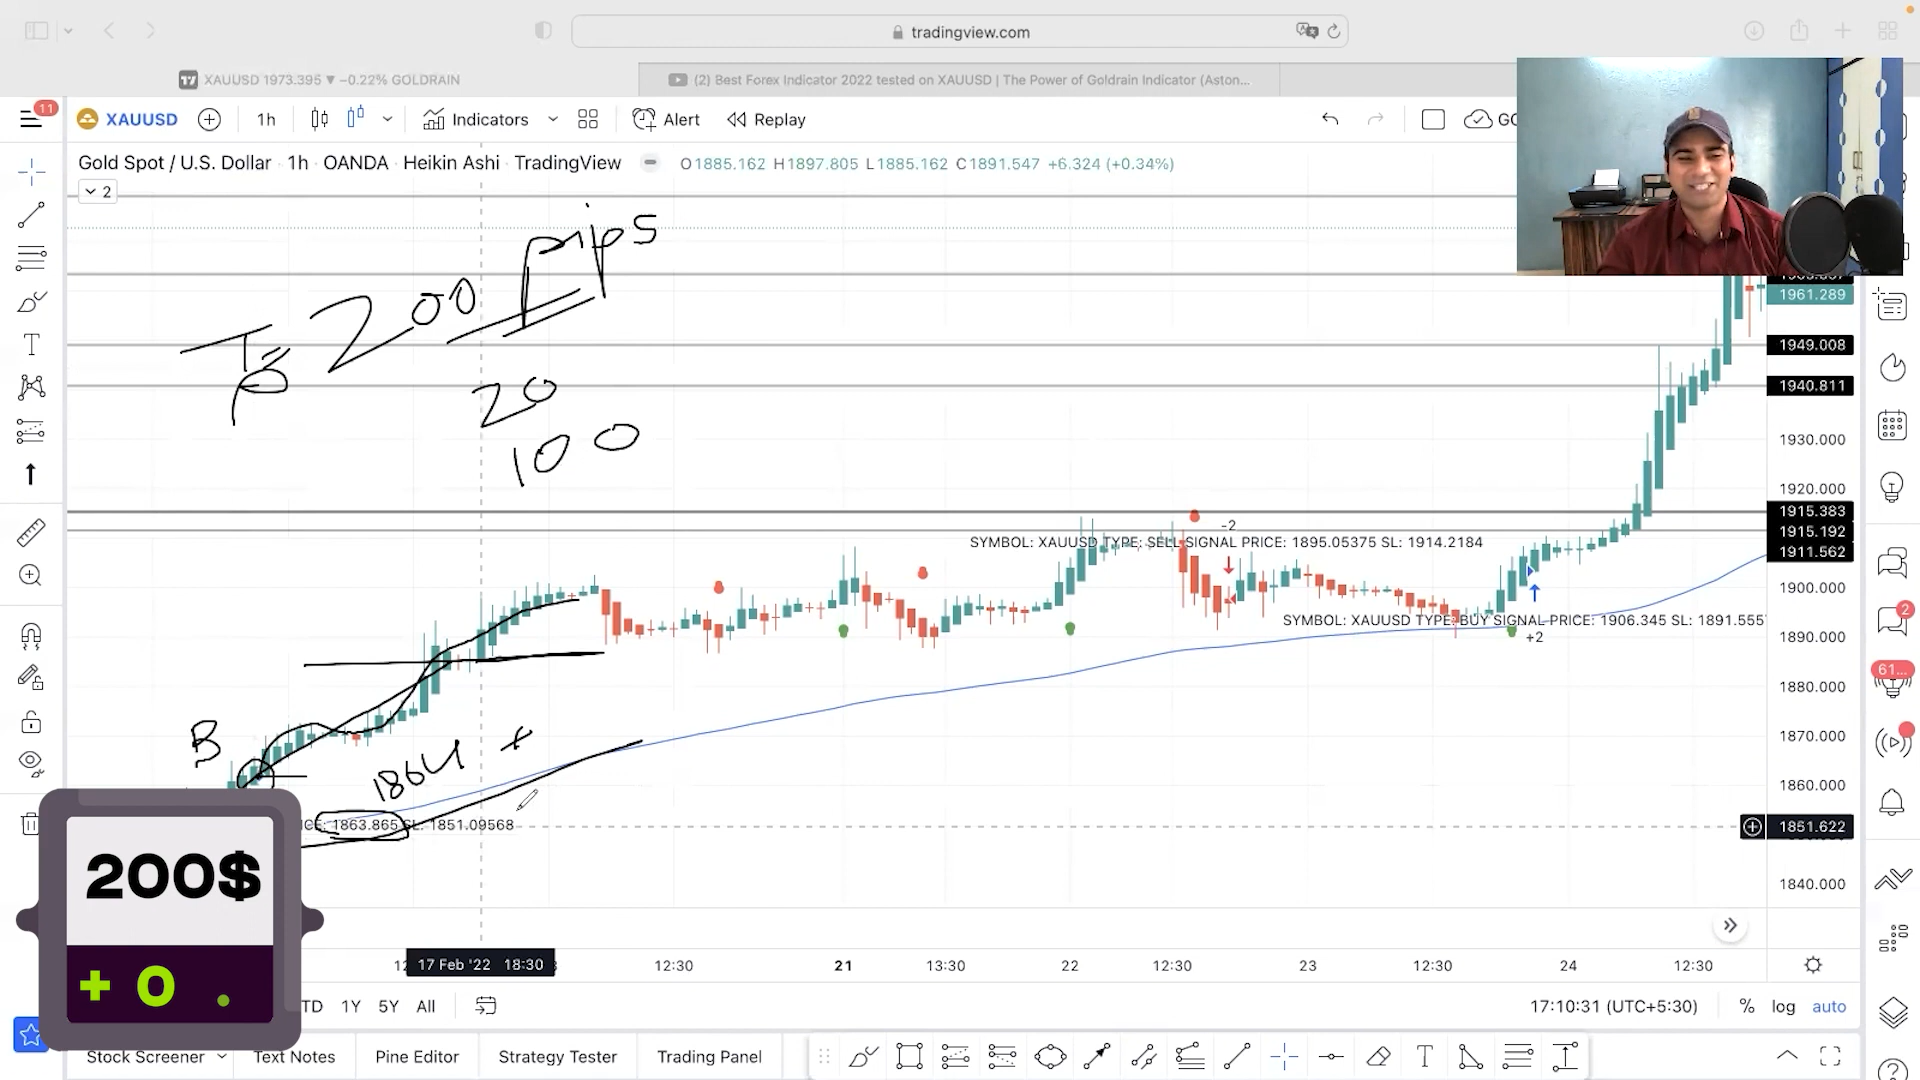 tradingview.com
XAUUSD 1973.395 ▼ −0.22% GOLDRAIN
(2) Best Forex Indicator 2022 tested on XAUUSD | The Power of Goldrain Indicator (Aston...
11
XAUUSD
1h
Indicators
Alert
Replay
Gold Spot / U.S. Dollar 1h OANDA Heikin Ashi TradingView
O1885.162 H1897.805 L1885.162 C1891.547 +6.324 (+0.34%)
2
T= 200 pips
P
20
100
1961.289
1949.008
1940.811
1930.000
1920.000
1915.383
1915.192
1911.562
1900.000
1890.000
1880.000
1870.000
1860.000
1851.622
1840.000
-2
SYMBOL: XAUUSD TYPE: SELL SIGNAL PRICE: 1895.05375 SL: 1914.2184
SYMBOL: XAUUSD TYPE: BUY SIGNAL PRICE: 1906.345 SL: 1891.555
+2
2
61...
B
1864 +
1863.865 SL: 1851.09568
200$
+ 0 .
17 Feb '22 18:30
12:30
21
13:30
22
12:30
23
12:30
24
12:30
TD 1Y 5Y All
17:10:31 (UTC+5:30)
% log auto
Stock Screener
Text Notes
Pine Editor
Strategy Tester
Trading Panel